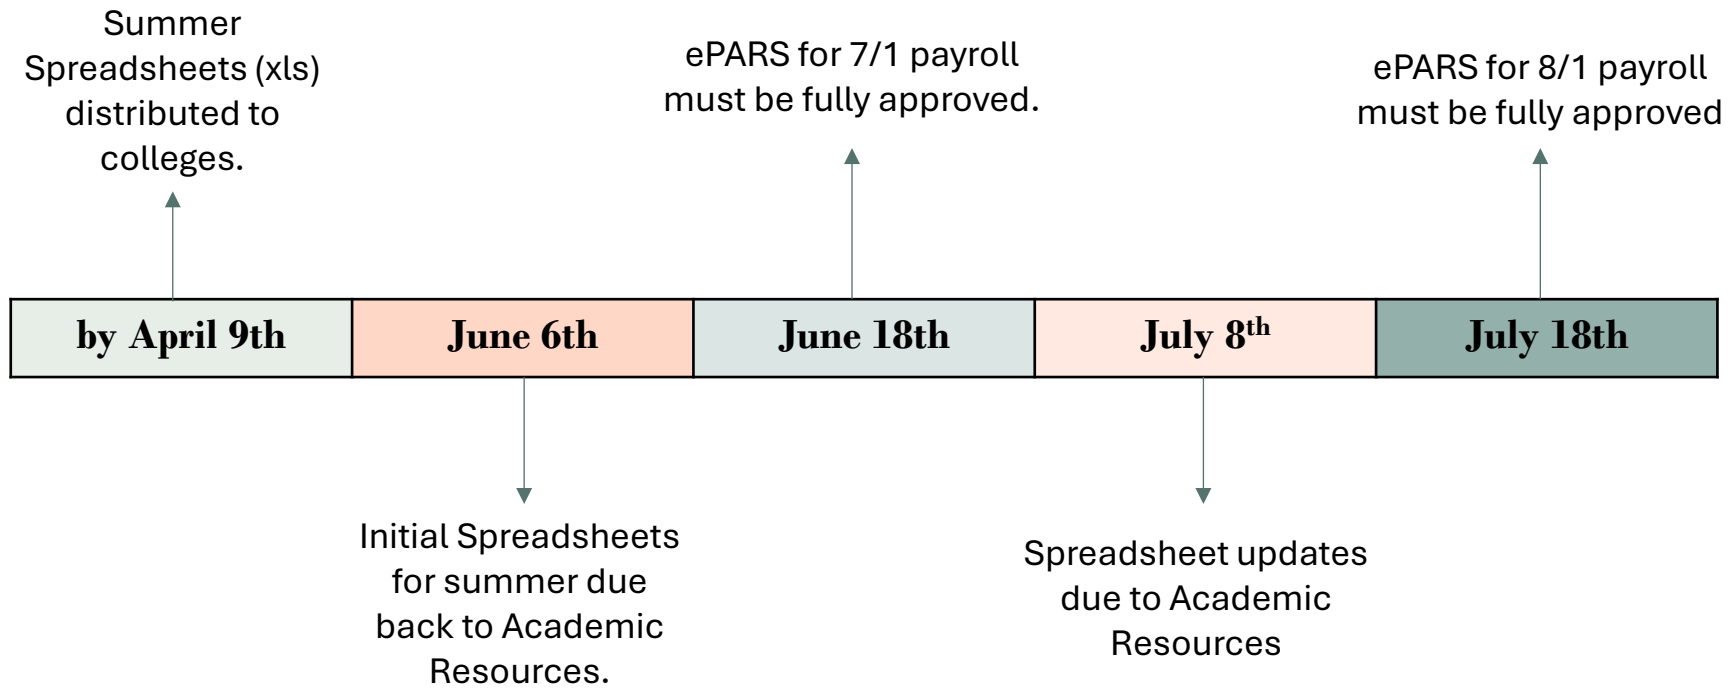 Summer
Spreadsheets (xls)
distributed to
colleges.
ePARS for 7/1 payroll
must be fully approved.
ePARS for 8/1 payroll
must be fully approved
by April 9th
June 6th
June 18th
July 8th
July 18th
Initial Spreadsheets
for summer due
back to Academic
Resources.
Spreadsheet updates
due to Academic
Resources